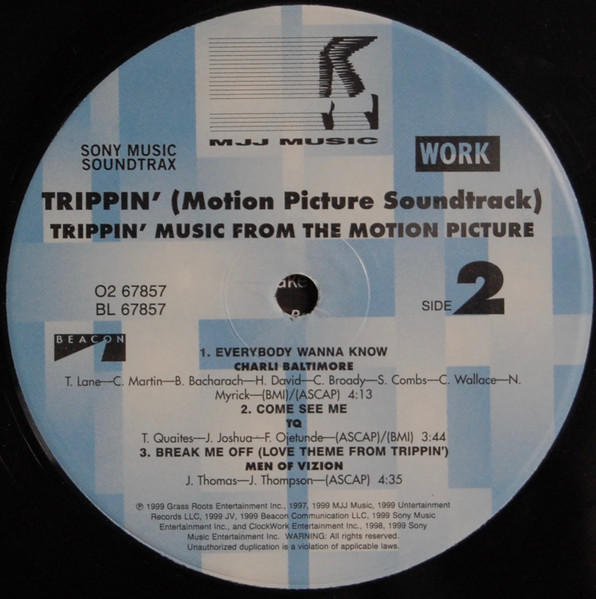 MJJ MUSIC
SONY MUSIC
SOUNDTRAX
WORK
TRIPPIN' (Motion Picture Soundtrack)
TRIPPIN' MUSIC FROM THE MOTION PICTURE
O2 67857
BL 67857
SIDE 2
BEACON
1. EVERYBODY WANNA KNOW
CHARLI BALTIMORE
T. Lane—C. Martin—B. Bacharach—H. David—C. Broady—S. Combs—C. Wallace—N.
Myrick—(BMI)/(ASCAP) 4:13
2. COME SEE ME
TQ
T. Quaites—J. Joshua—F. Ojetunde—(ASCAP)/(BMI) 3:44
3. BREAK ME OFF (LOVE THEME FROM TRIPPIN')
MEN OF VIZION
J. Thomas—J. Thompson—(ASCAP) 4:35
℗ 1999 Grass Roots Entertainment Inc., 1997, 1999 MJJ Music, 1999 Untertainment
Records LLC, 1999 JV, 1999 Beacon Communication LLC, 1999 Sony Music
Entertainment Inc., and ClockWork Entertainment Inc., 1998, 1999 Sony
Music Entertainment Inc. WARNING: All rights reserved.
Unauthorized duplication is a violation of applicable laws.